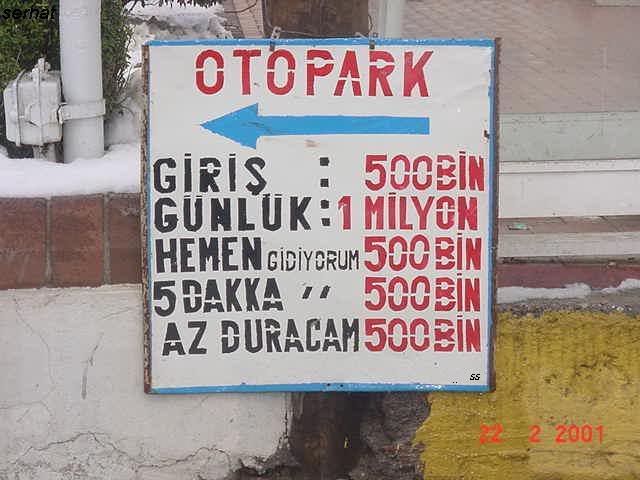 serhat
OTOPARK
GİRİŞ : 500BİN
GÜNLÜK : 1 MİLYON
HEMEN GİDİYORUM 500BİN
5 DAKKA 〃 500BİN
AZ DURACAM 500BİN
SS
22 2 2001